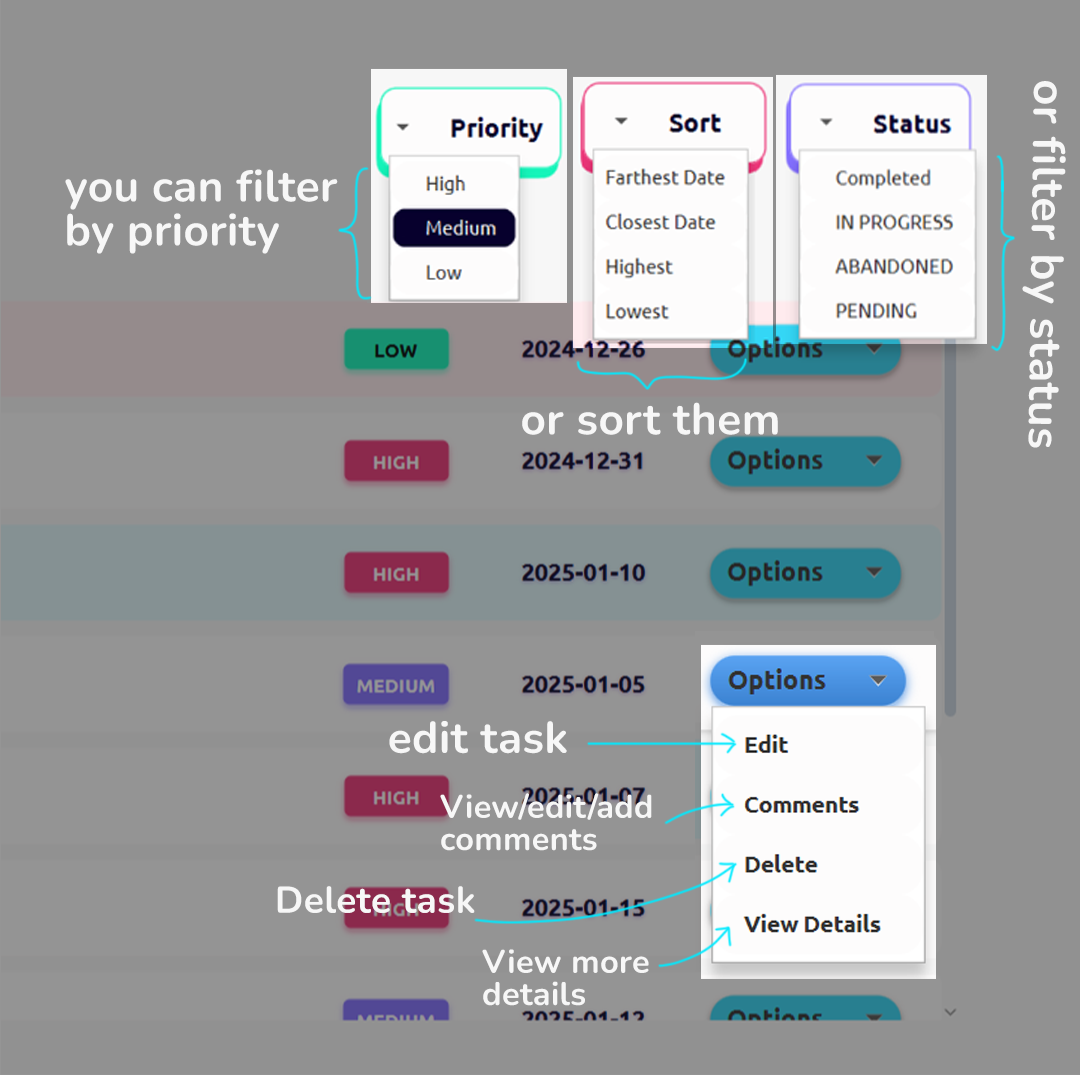 Priority
Sort
Status
High
Medium
Low
Farthest Date
Closest Date
Highest
Lowest
Completed
IN PROGRESS
ABANDONED
PENDING
you can filter
by priority
or filter by status
LOW 2024-12-26 Options
or sort them
HIGH 2024-12-31 Options
HIGH 2025-01-10 Options
MEDIUM 2025-01-05 Options
edit task
Edit
HIGH 2025-01-07
View/edit/add
comments
Comments
Delete task
Delete
HIGH 2025-01-15
View Details
View more
details
MEDIUM 2025-01-12 Options